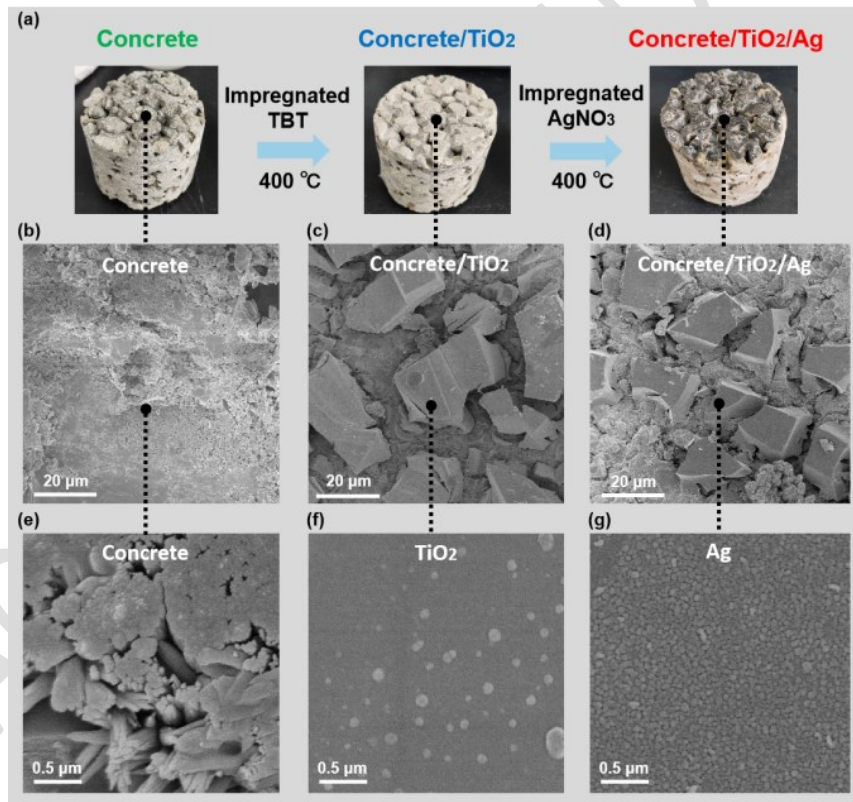 (a)
Concrete
Concrete/TiO2
Concrete/TiO2/Ag
Impregnated
TBT
400 ℃
Impregnated
AgNO3
400 ℃
(b)
Concrete
20 μm
(c)
Concrete/TiO2
20 μm
(d)
Concrete/TiO2/Ag
20 μm
(e)
Concrete
0.5 μm
(f)
TiO2
0.5 μm
(g)
Ag
0.5 μm